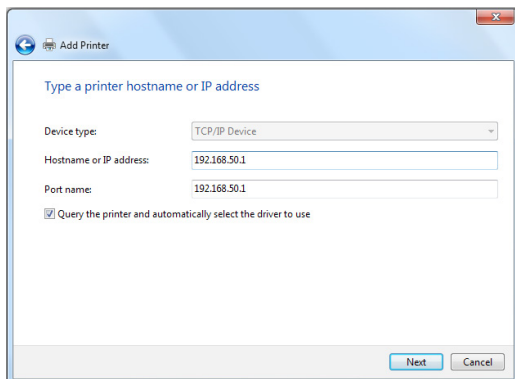 Add Printer
Type a printer hostname or IP address
Device type: TCP/IP Device
Hostname or IP address: 192.168.50.1
Port name: 192.168.50.1
Query the printer and automatically select the driver to use
Next Cancel